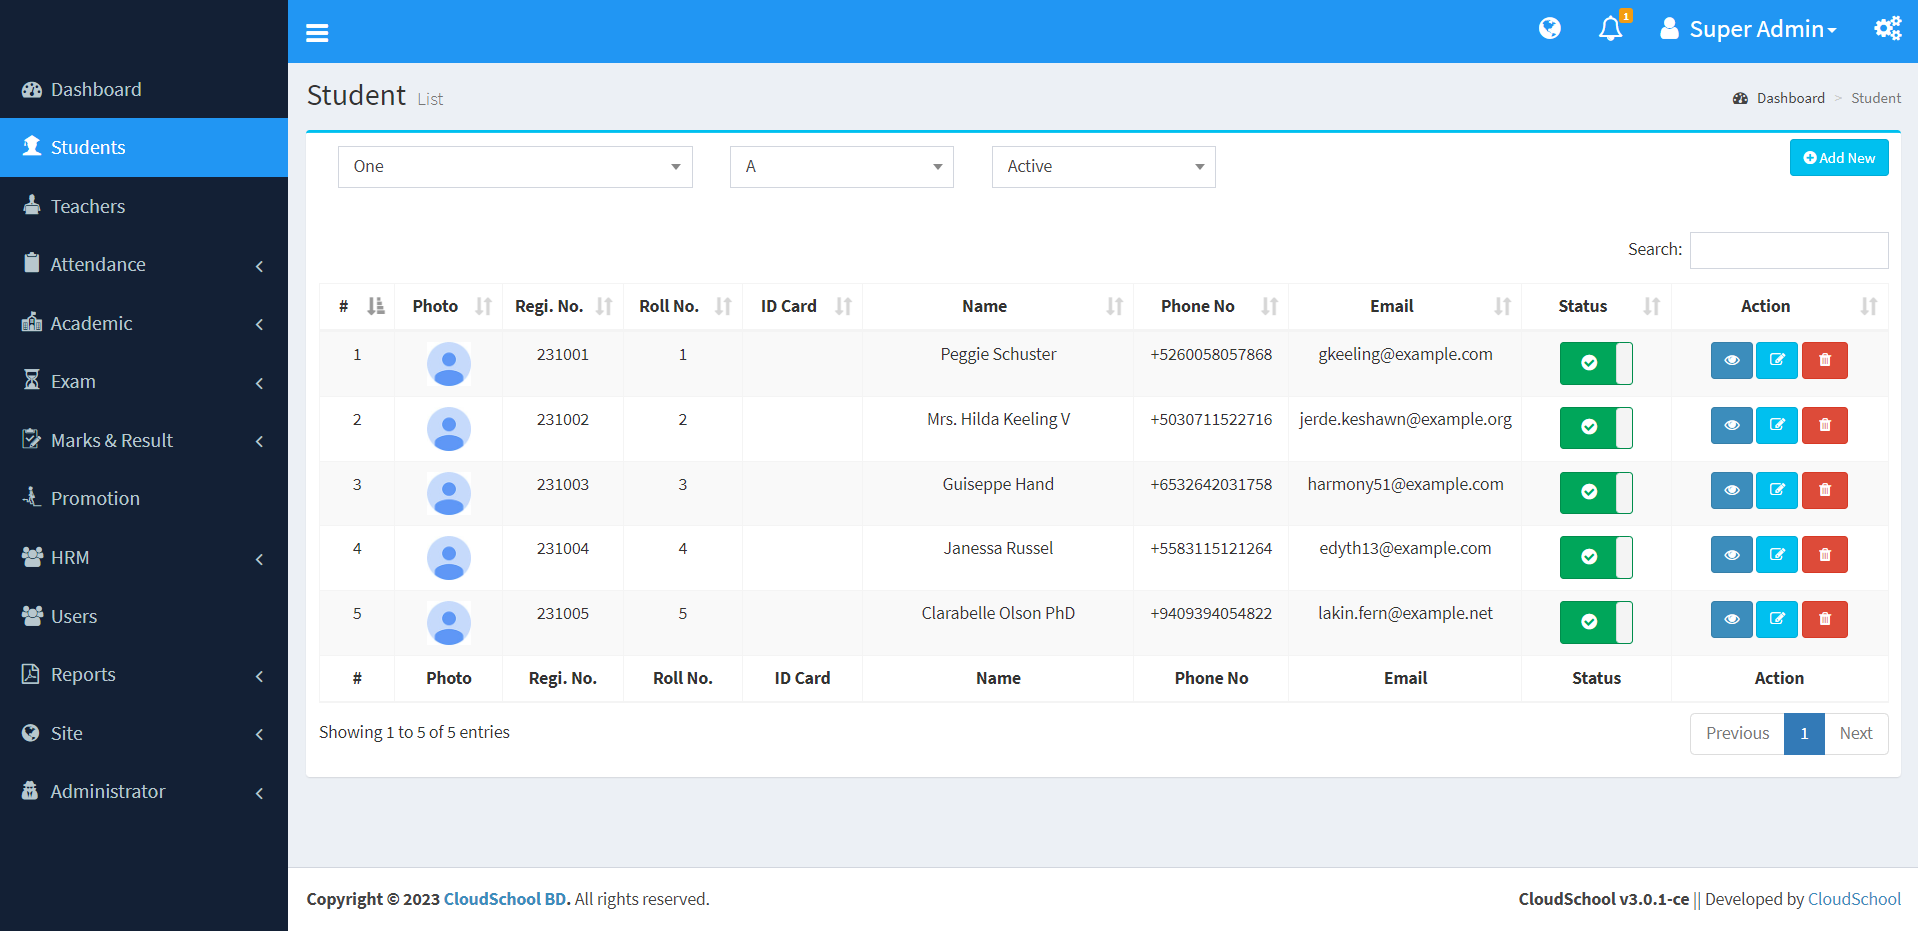 1
Super Admin
Dashboard
Students
Teachers
Attendance
Academic
Exam
Marks & Result
Promotion
HRM
Users
Reports
Site
Administrator
Student List
Dashboard > Student
One A Active
Add New
Search:
# Photo Regi. No. Roll No. ID Card Name Phone No Email Status Action
1 231001 1 Peggie Schuster +5260058057868 gkeeling@example.com
2 231002 2 Mrs. Hilda Keeling V +5030711522716 jerde.keshawn@example.org
3 231003 3 Guiseppe Hand +6532642031758 harmony51@example.com
4 231004 4 Janessa Russel +5583115121264 edyth13@example.com
5 231005 5 Clarabelle Olson PhD +9409394054822 lakin.fern@example.net
# Photo Regi. No. Roll No. ID Card Name Phone No Email Status Action
Showing 1 to 5 of 5 entries
Previous 1 Next
Copyright © 2023 CloudSchool BD. All rights reserved.
CloudSchool v3.0.1-ce || Developed by CloudSchool